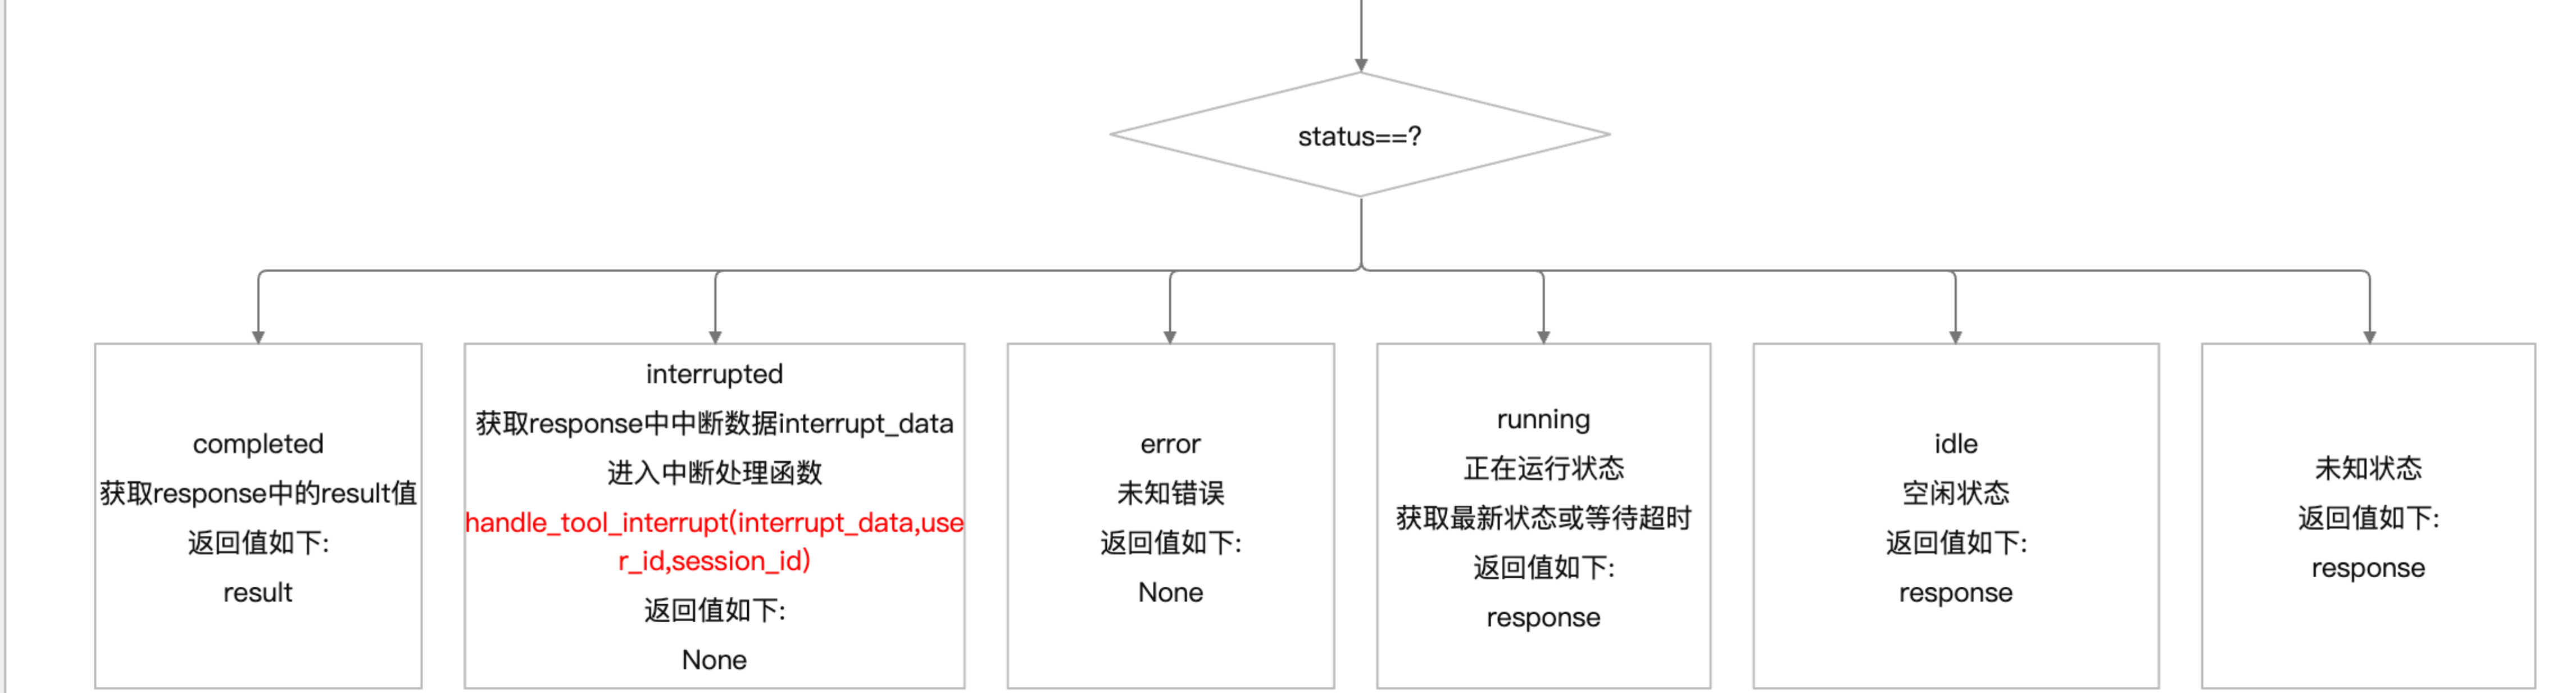 status==?
completed
获取response中的result值
返回值如下:
result
interrupted
获取response中中断数据interrupt_data
进入中断处理函数
handle_tool_interrupt(interrupt_data,use
r_id,session_id)
返回值如下:
None
error
未知错误
返回值如下:
None
running
正在运行状态
获取最新状态或等待超时
返回值如下:
response
idle
空闲状态
返回值如下:
response
未知状态
返回值如下:
response